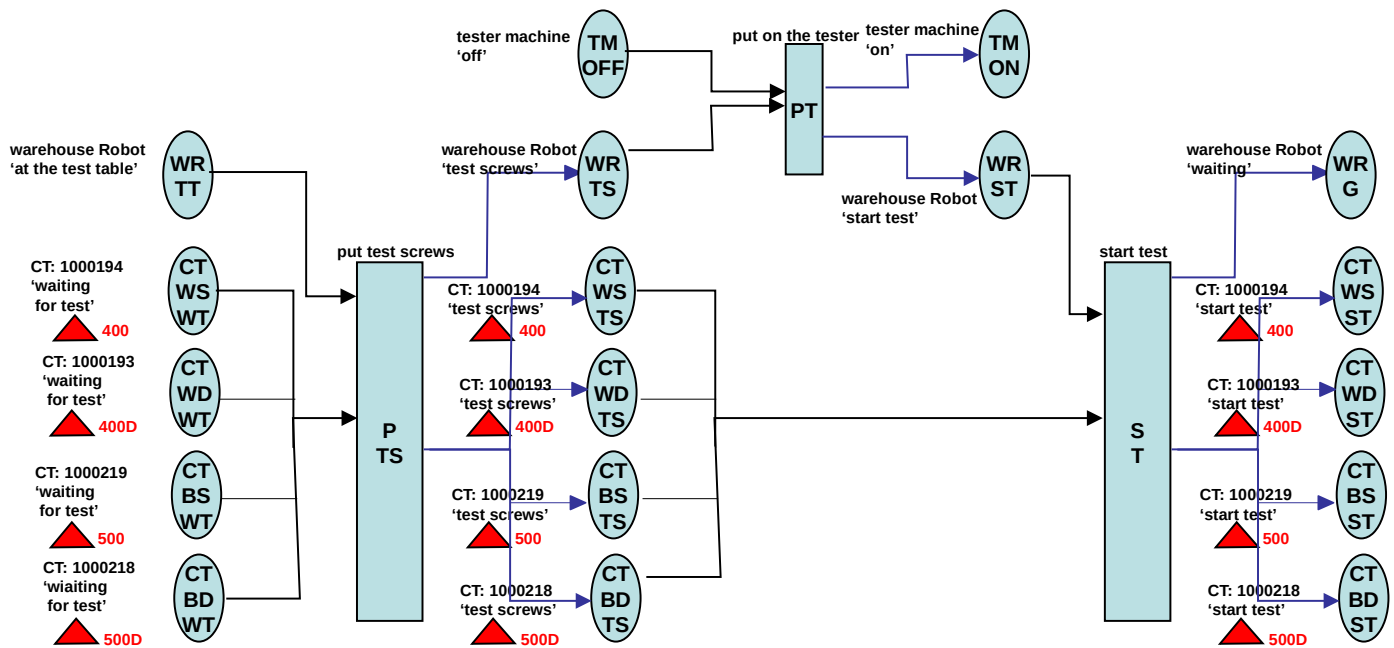 tester machine
‘off’
TM
OFF
put on the tester
PT
tester machine
‘on’
TM
ON
warehouse Robot
‘at the test table’
WR
TT
warehouse Robot
‘test screws’
WR
TS
WR
ST
warehouse Robot
‘start test’
warehouse Robot
‘waiting’
WR
G
put test screws
P
TS
start test
S
T
CT: 1000194
‘waiting
for test’
400
CT
WS
WT
CT: 1000193
‘waiting
for test’
400D
CT
WD
WT
CT: 1000219
‘waiting
for test’
500
CT
BS
WT
CT: 1000218
‘wiaiting
for test’
500D
CT
BD
WT
CT: 1000194
‘test screws’
400
CT
WS
TS
CT: 1000193
‘test screws’
400D
CT
WD
TS
CT: 1000219
‘test screws’
500
CT
BS
TS
CT: 1000218
‘test screws’
500D
CT
BD
TS
CT: 1000194
‘start test’
400
CT
WS
ST
CT: 1000193
‘start test’
400D
CT
WD
ST
CT: 1000219
‘start test’
500
CT
BS
ST
CT: 1000218
‘start test’
500D
CT
BD
ST